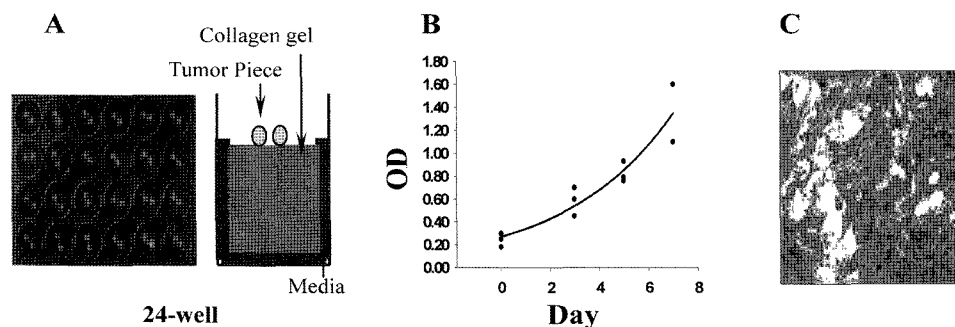 A
Collagen gel
Tumor Piece
Media
24-well
B
OD
1.80
1.60
1.40
1.20
1.00
0.80
0.60
0.40
0.20
0.00
0 2 4 6 8
Day
C